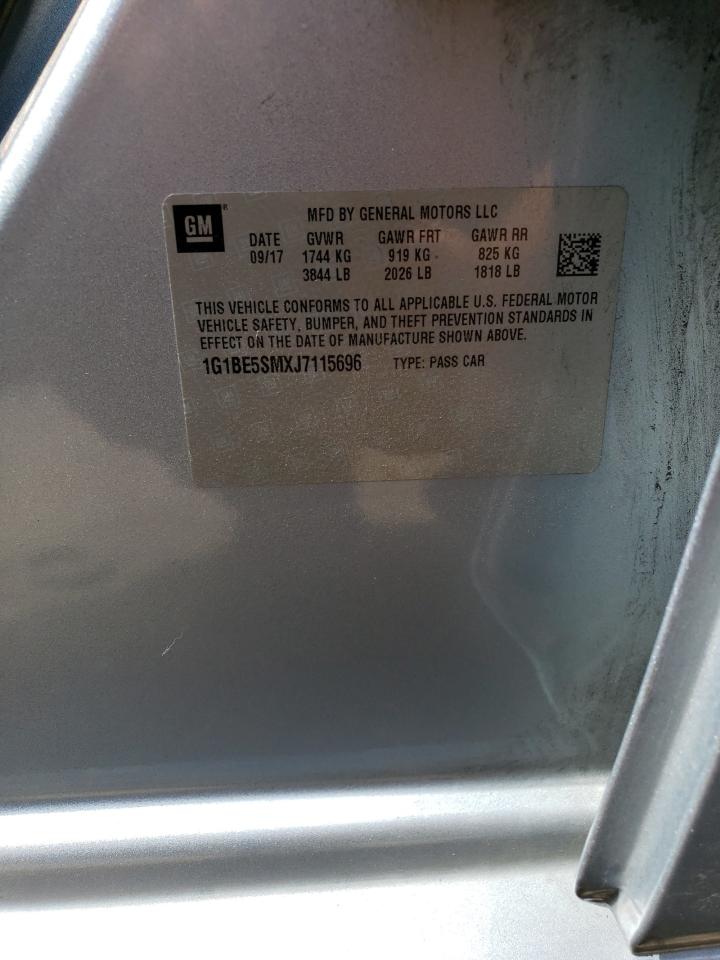 GM ®
MFD BY GENERAL MOTORS LLC
DATE GVWR GAWR FRT GAWR RR
09/17 1744 KG 919 KG 825 KG
3844 LB 2026 LB 1818 LB
THIS VEHICLE CONFORMS TO ALL APPLICABLE U.S. FEDERAL MOTOR
VEHICLE SAFETY, BUMPER, AND THEFT PREVENTION STANDARDS IN
EFFECT ON THE DATE OF MANUFACTURE SHOWN ABOVE.
1G1BE5SMXJ7115696 TYPE: PASS CAR